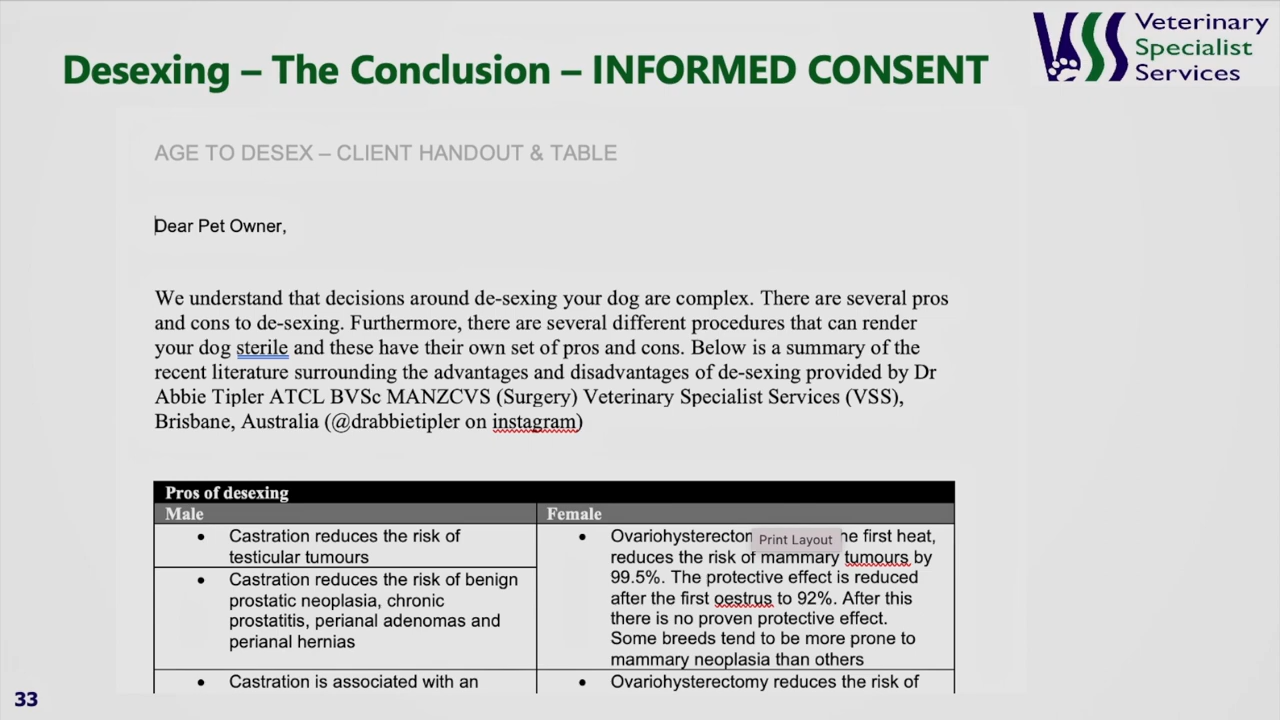 Desexing – The Conclusion – INFORMED CONSENT
VSS
Veterinary
Specialist
Services
AGE TO DESEX – CLIENT HANDOUT & TABLE
Dear Pet Owner,
We understand that decisions around de-sexing your dog are complex. There are several pros
and cons to de-sexing. Furthermore, there are several different procedures that can render
your dog sterile and these have their own set of pros and cons. Below is a summary of the
recent literature surrounding the advantages and disadvantages of de-sexing provided by Dr
Abbie Tipler ATCL BVSc MANZCVS (Surgery) Veterinary Specialist Services (VSS),
Brisbane, Australia (@drabbietipler on instagram)
Pros of desexing
Male
• Castration reduces the risk of
testicular tumours
• Castration reduces the risk of benign
prostatic neoplasia, chronic
prostatitis, perianal adenomas and
perianal hernias
• Castration is associated with an
Female
• first heat,
reduces the risk of mammary tumours by
99.5%. The protective effect is reduced
after the first oestrus to 92%. After this
there is no proven protective effect.
Some breeds tend to be more prone to
mammary neoplasia than others
• Ovariohysterectomy reduces the risk of
Print Layout
33